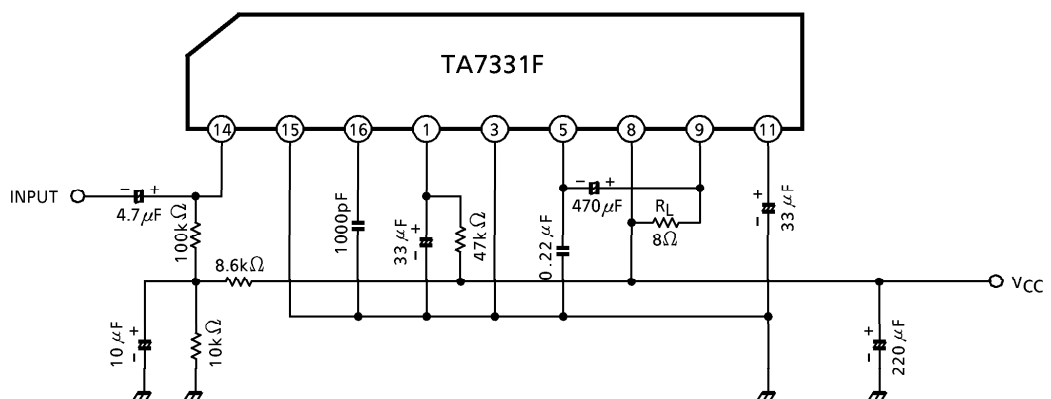 TA7331F
14 15 16 1 3 5 8 9 11
INPUT
− +
4.7μF
100kΩ
8.6kΩ
10μF
+
−
10kΩ
1000pF
33μF
+
−
47kΩ
0.22μF
− +
470μF
RL
8Ω
+
−
33μF
VCC
+
−
220μF